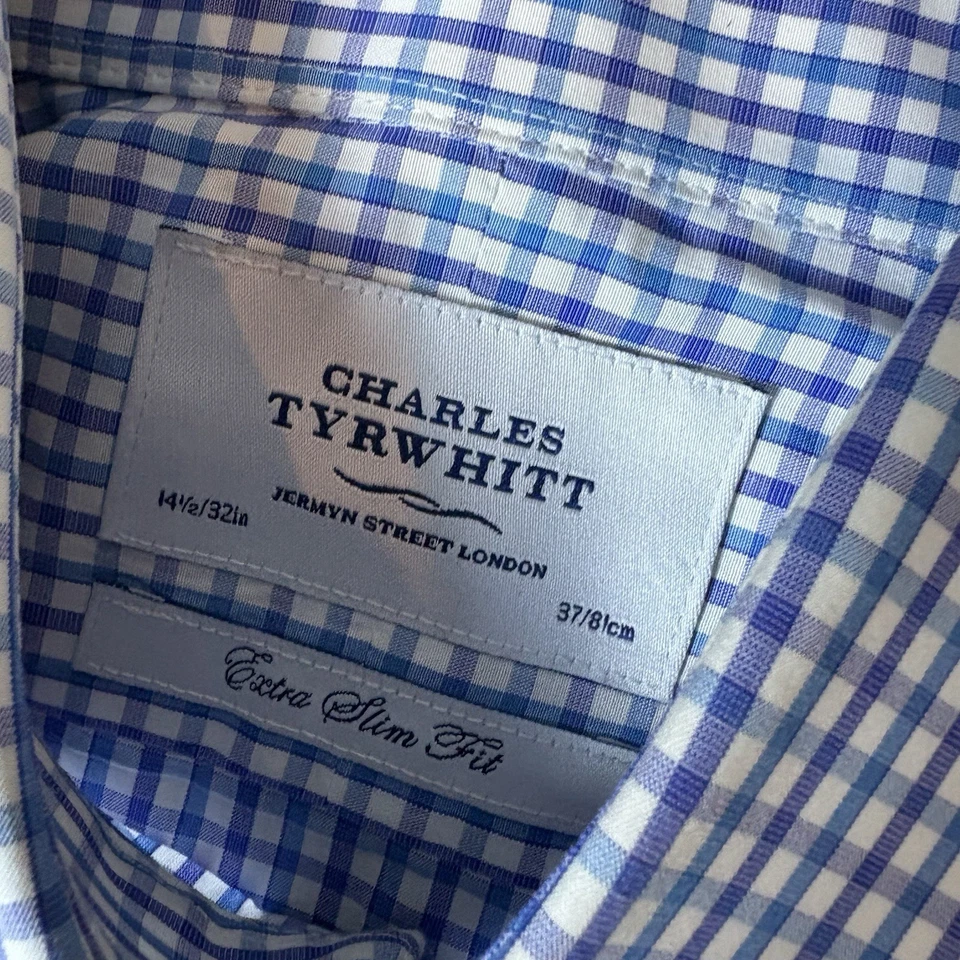 CHARLES
TYRWHITT
JERMYN STREET LONDON
14½/32in
37/81cm
Extra Slim Fit